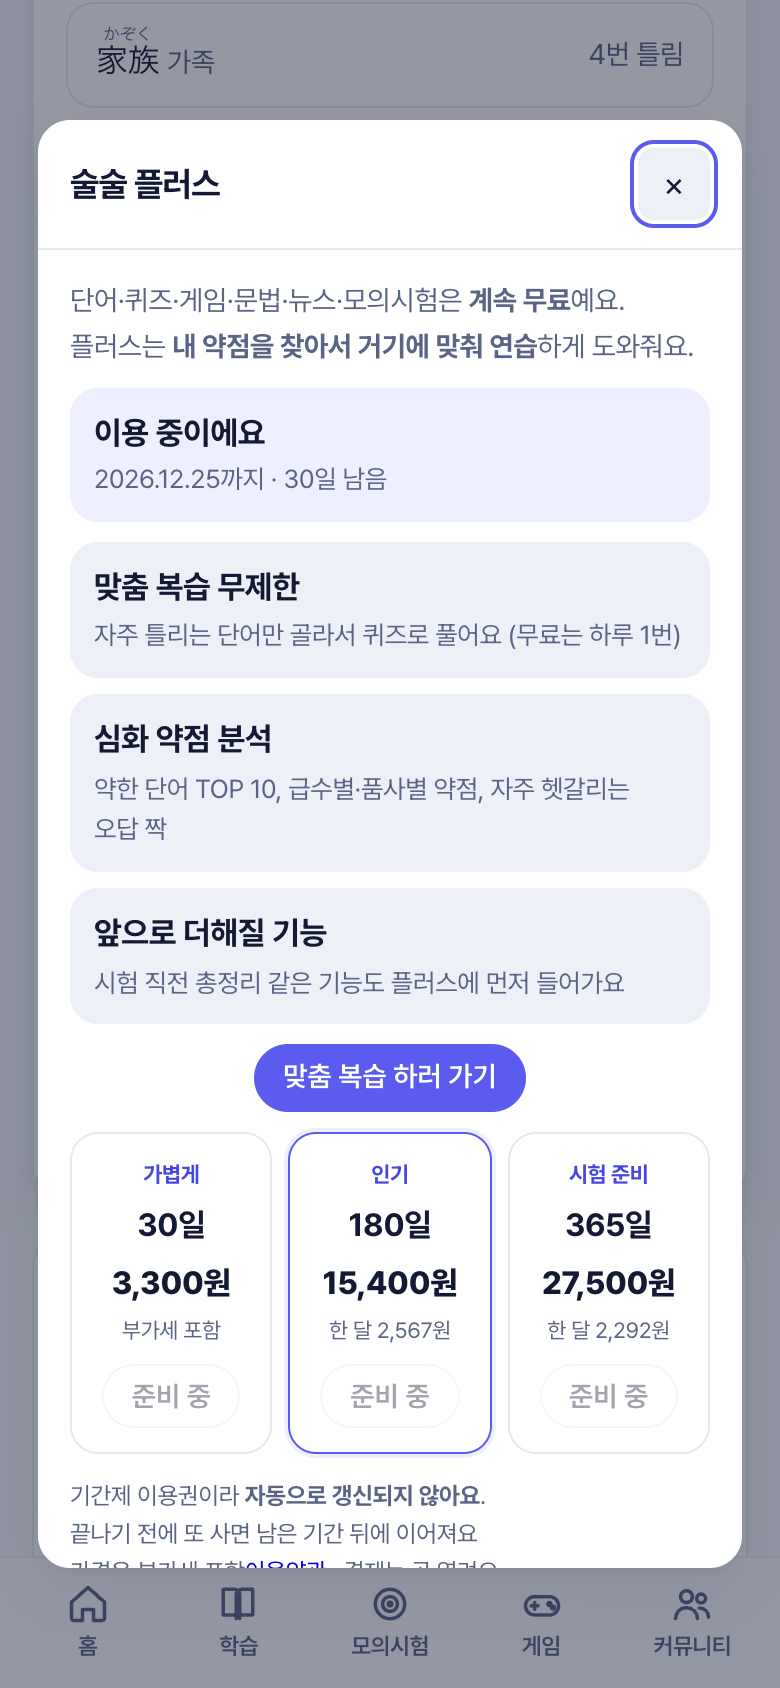 かぞく
家族 가족
4번 틀림
술술 플러스
×
단어·퀴즈·게임·문법·뉴스·모의시험은 계속 무료예요.
플러스는 내 약점을 찾아서 거기에 맞춰 연습하게 도와줘요.
이용 중이에요
2026.12.25까지 · 30일 남음
맞춤 복습 무제한
자주 틀리는 단어만 골라서 퀴즈로 풀어요 (무료는 하루 1번)
심화 약점 분석
약한 단어 TOP 10, 급수별·품사별 약점, 자주 헷갈리는
오답 짝
앞으로 더해질 기능
시험 직전 총정리 같은 기능도 플러스에 먼저 들어가요
맞춤 복습 하러 가기
가볍게
30일
3,300원
부가세 포함
준비 중
인기
180일
15,400원
한 달 2,567원
준비 중
시험 준비
365일
27,500원
한 달 2,292원
준비 중
기간제 이용권이라 자동으로 갱신되지 않아요.
끝나기 전에 또 사면 남은 기간 뒤에 이어져요
홈
학습
모의시험
게임
커뮤니티